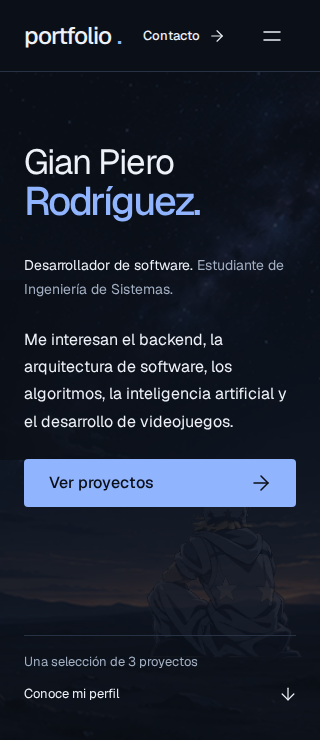 portfolio .
Contacto
Gian Piero
Rodríguez.
Desarrollador de software. Estudiante de
Ingeniería de Sistemas.
Me interesan el backend, la
arquitectura de software, los
algoritmos, la inteligencia artificial y
el desarrollo de videojuegos.
Ver proyectos
Una selección de 3 proyectos
Conoce mi perfil